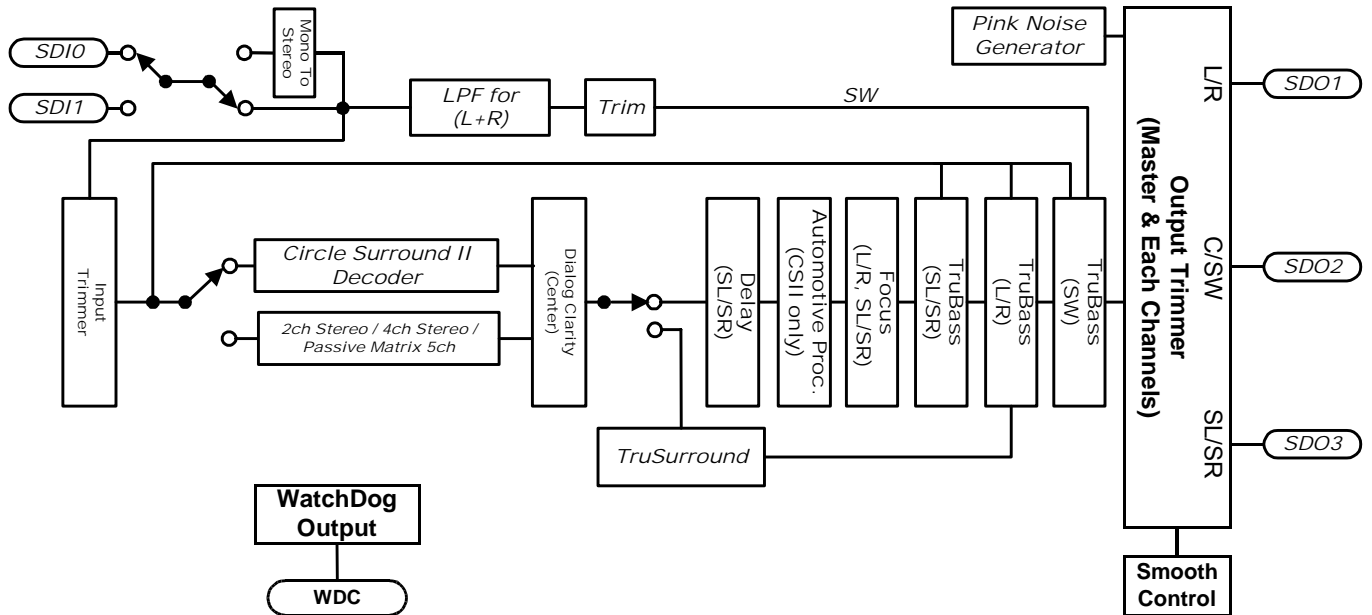 SDI0
SDI1
Mono To
Stereo
LPF for
(L+R)
Trim
SW
Pink Noise
Generator
Input
Trimmer
Circle Surround II
Decoder
2ch Stereo / 4ch Stereo /
Passive Matrix 5ch
Dialog Clarity
(Center)
Delay
(SL/SR)
Automotive Proc.
(CSII only)
Focus
(L/R, SL/SR)
TruBass
(SL/SR)
TruBass
(L/R)
TruBass
(SW)
TruSurround
Output Trimmer
(Master & Each Channels)
L/R
C/SW
SL/SR
SDO1
SDO2
SDO3
WatchDog
Output
WDC
Smooth
Control